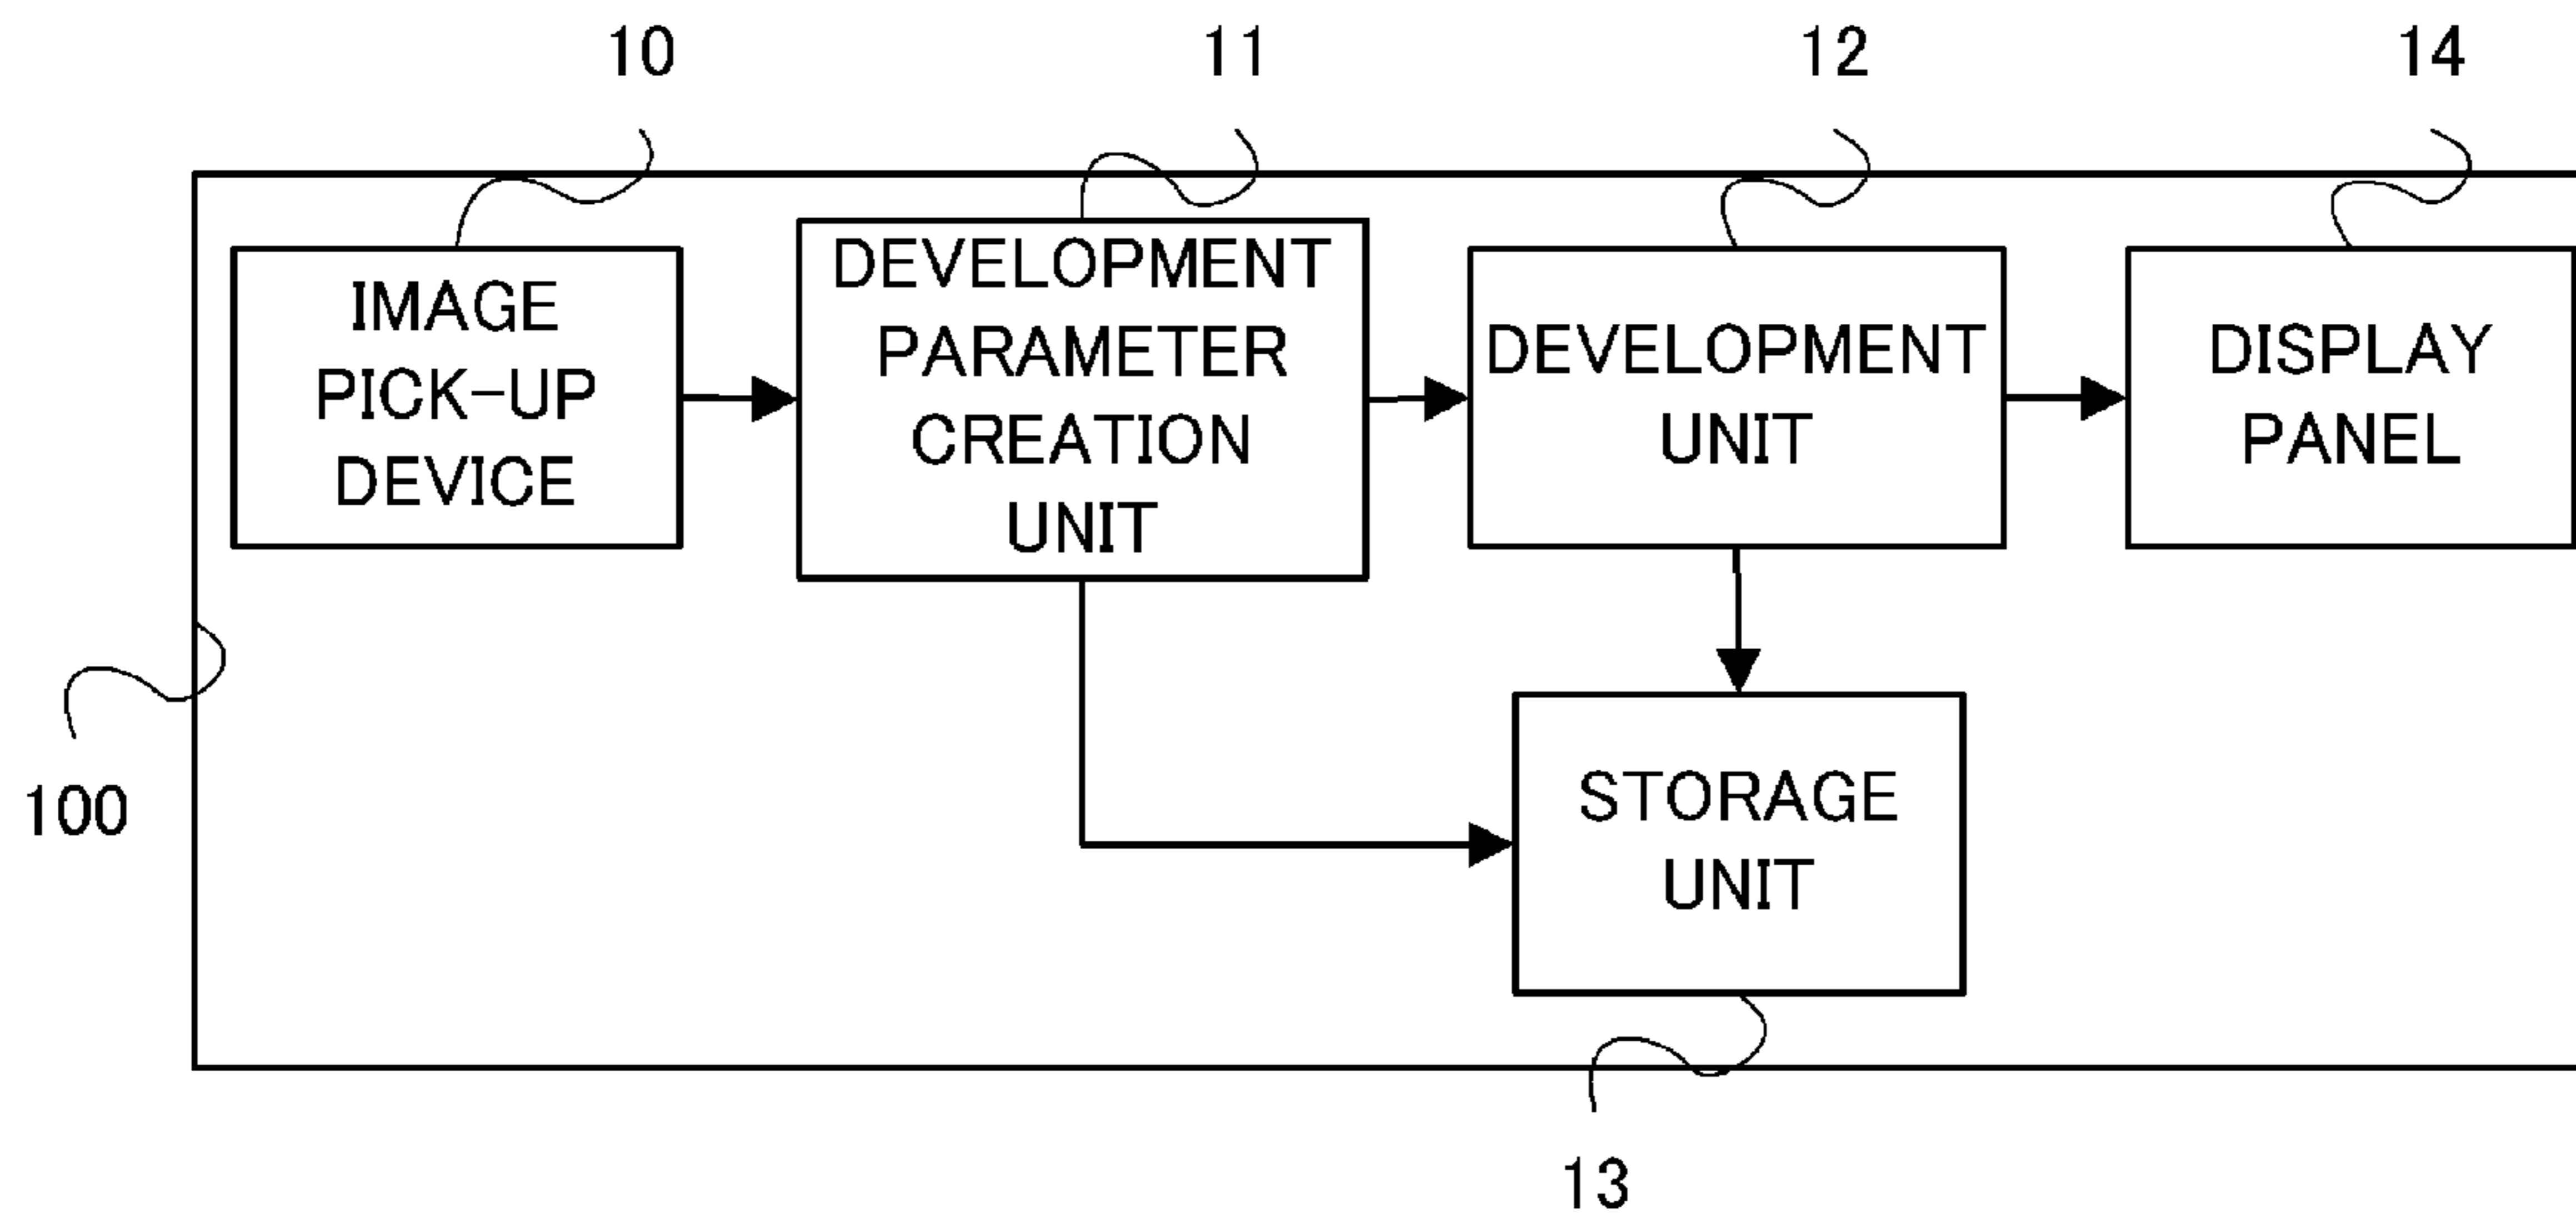 10
11
12
14
IMAGE
PICK-UP
DEVICE
DEVELOPMENT
PARAMETER
CREATION
UNIT
DEVELOPMENT
UNIT
DISPLAY
PANEL
100
STORAGE
UNIT
13